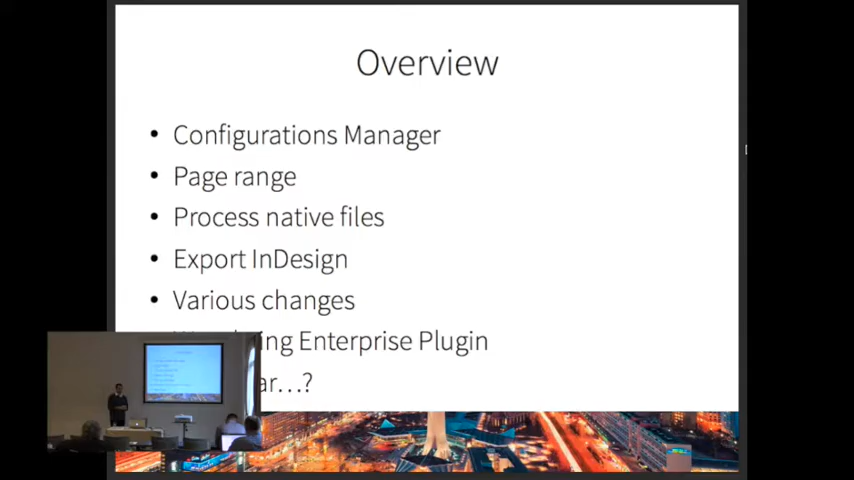 Overview
• Configurations Manager
• Page range
• Process native files
• Export InDesign
• Various changes
Enterprise Plugin